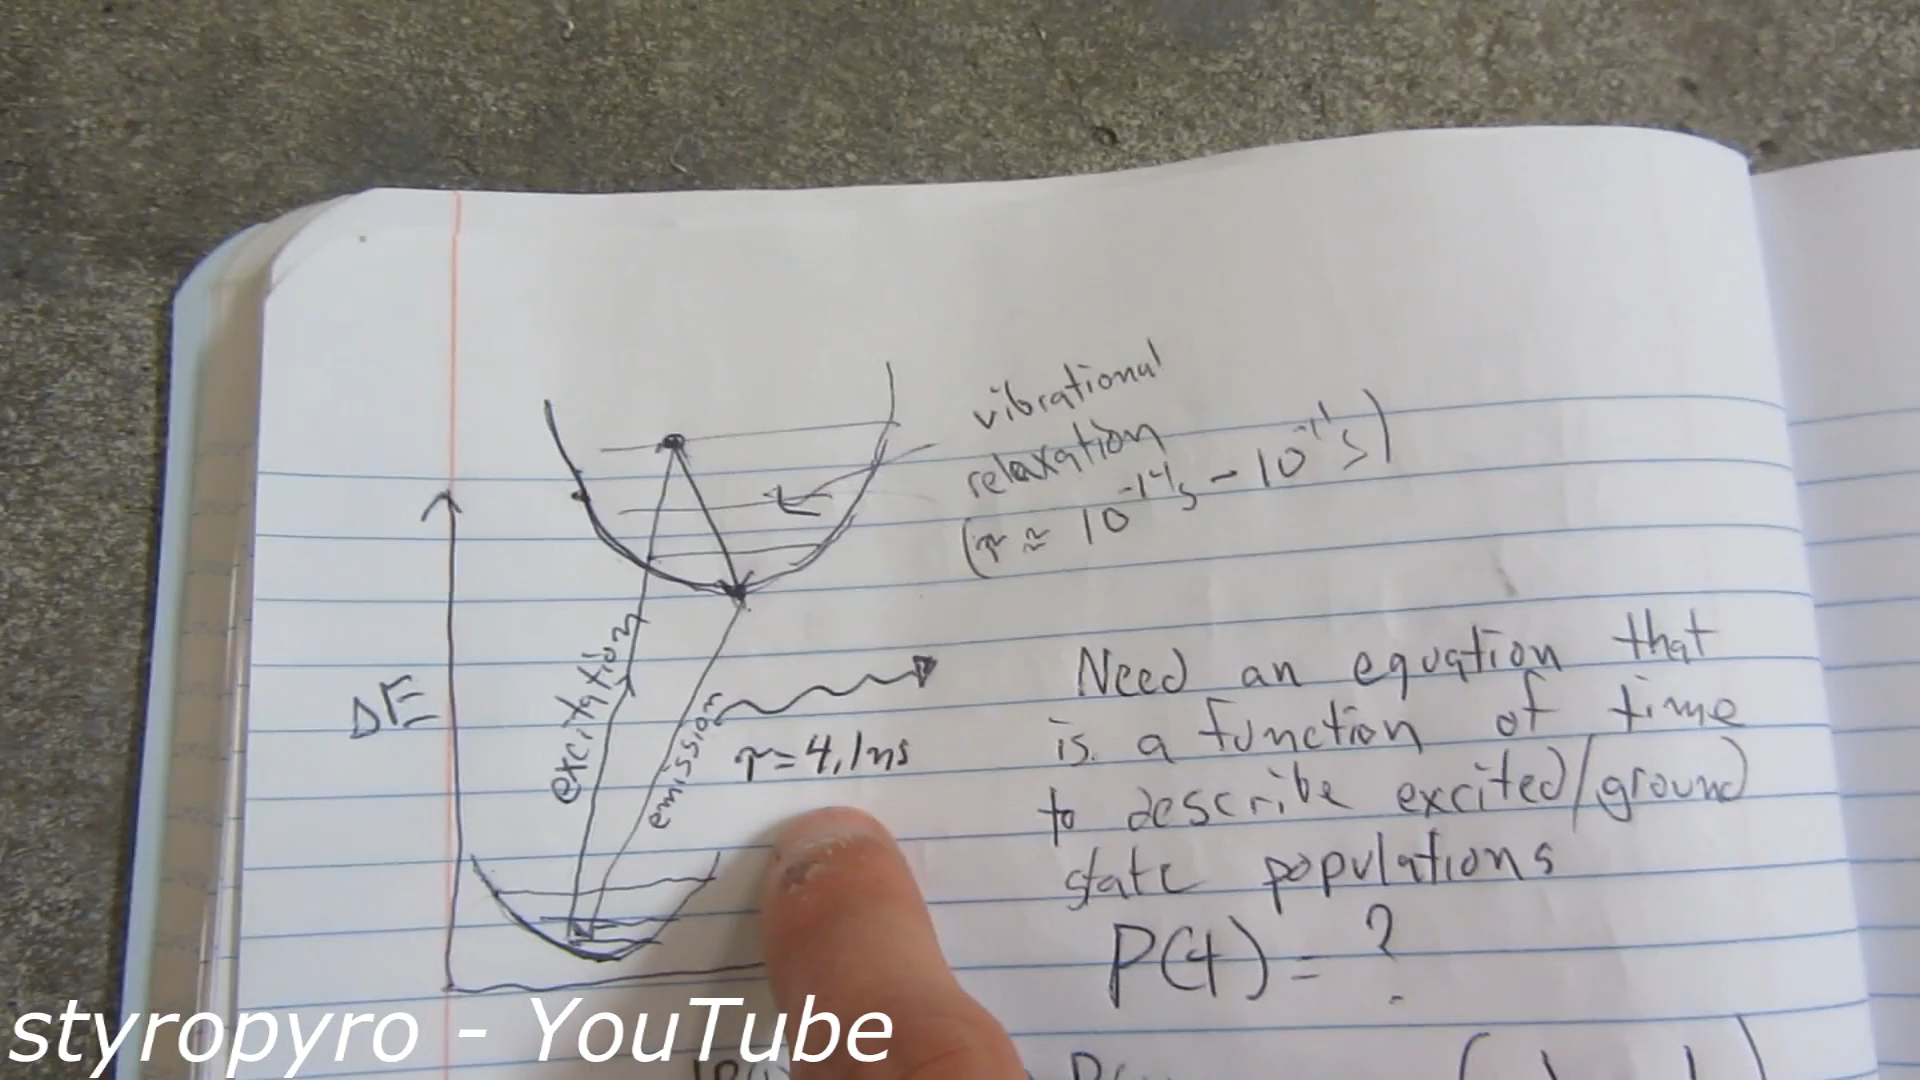 vibrational
relaxation
(τ ≈ 10⁻¹⁴s - 10⁻¹¹s)
ΔE
excitation
emission
τ=4.1ns
Need an equation that
is a function of time
to describe excited/ground
state populations
P(t) = ?
styropyro - YouTube